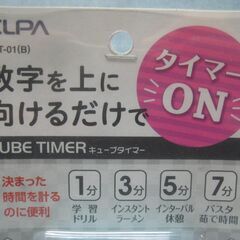 ELPA
T-01(B)
数字を上に
向けるだけで
タイマー
ON
CUBE TIMER キューブタイマー
決まった
時間を計る
のに便利
1分
学習
ドリル
3分
インスタント
ラーメン
5分
インターバル
休憩
7分
パスタ
茹で時間